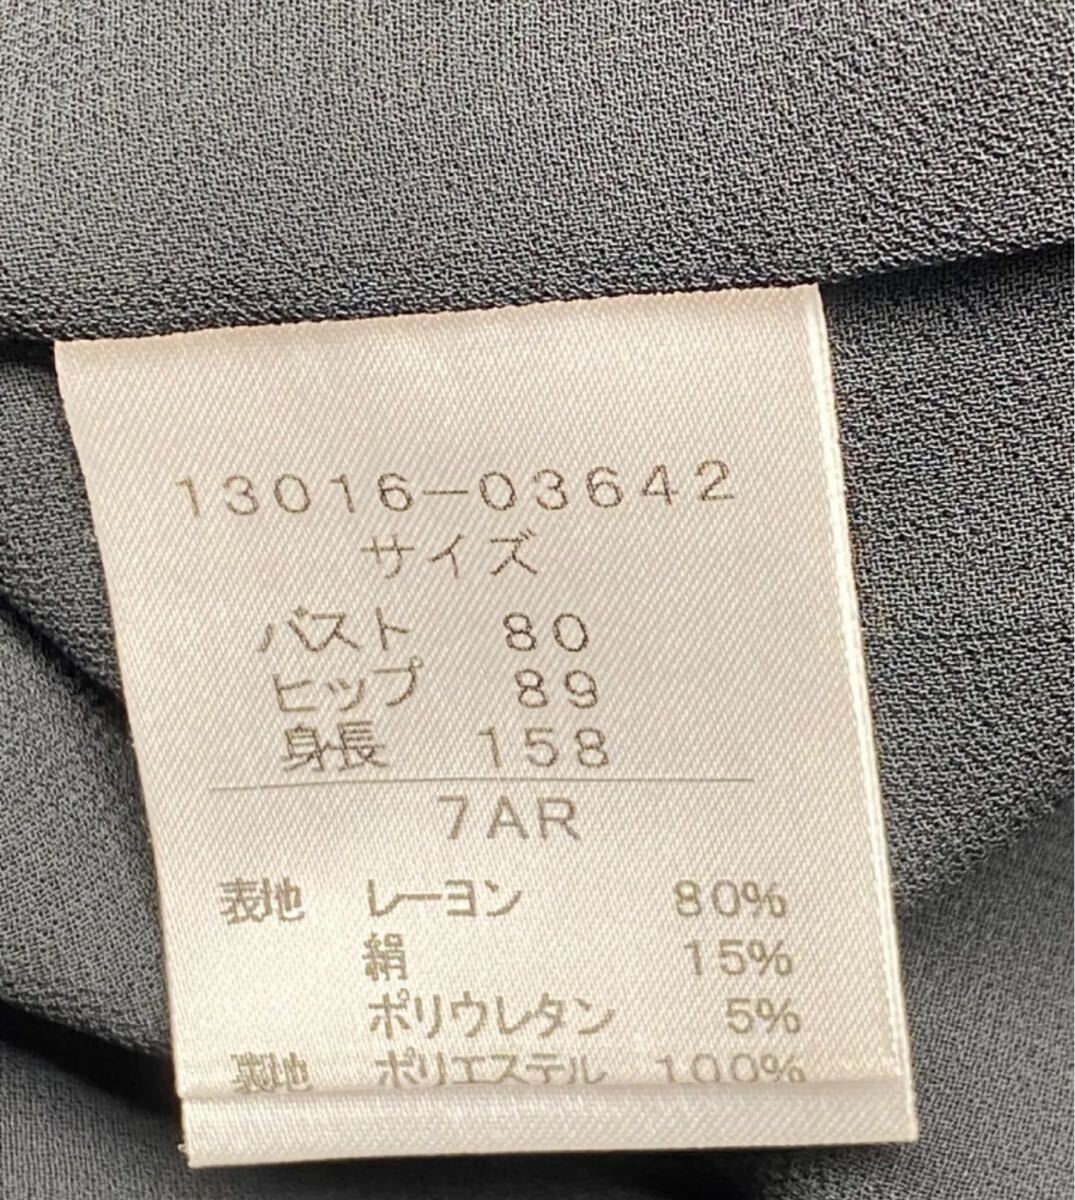 13016-03642
サイズ
バスト 80
ヒップ 89
身長 158
7AR
表地 レーヨン 80%
絹 15%
ポリウレタン 5%
裏地 ポリエステル 100%